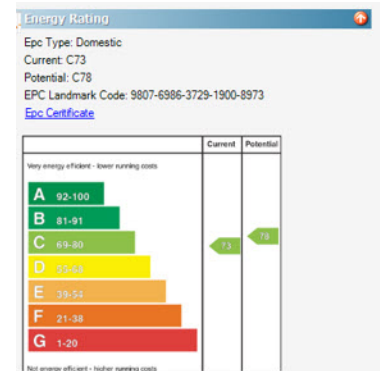 Energy Rating
Epc Type: Domestic
Current: C73
Potential: C78
EPC Landmark Code: 9807-6986-3729-1900-8973
Epc Certificate
Current Potential
Very energy efficient - lower running costs
A 92-100
B 81-91
C 69-80
73
78
D
E 39-54
F 21-38
G 1-20
Not energy efficient - higher running costs